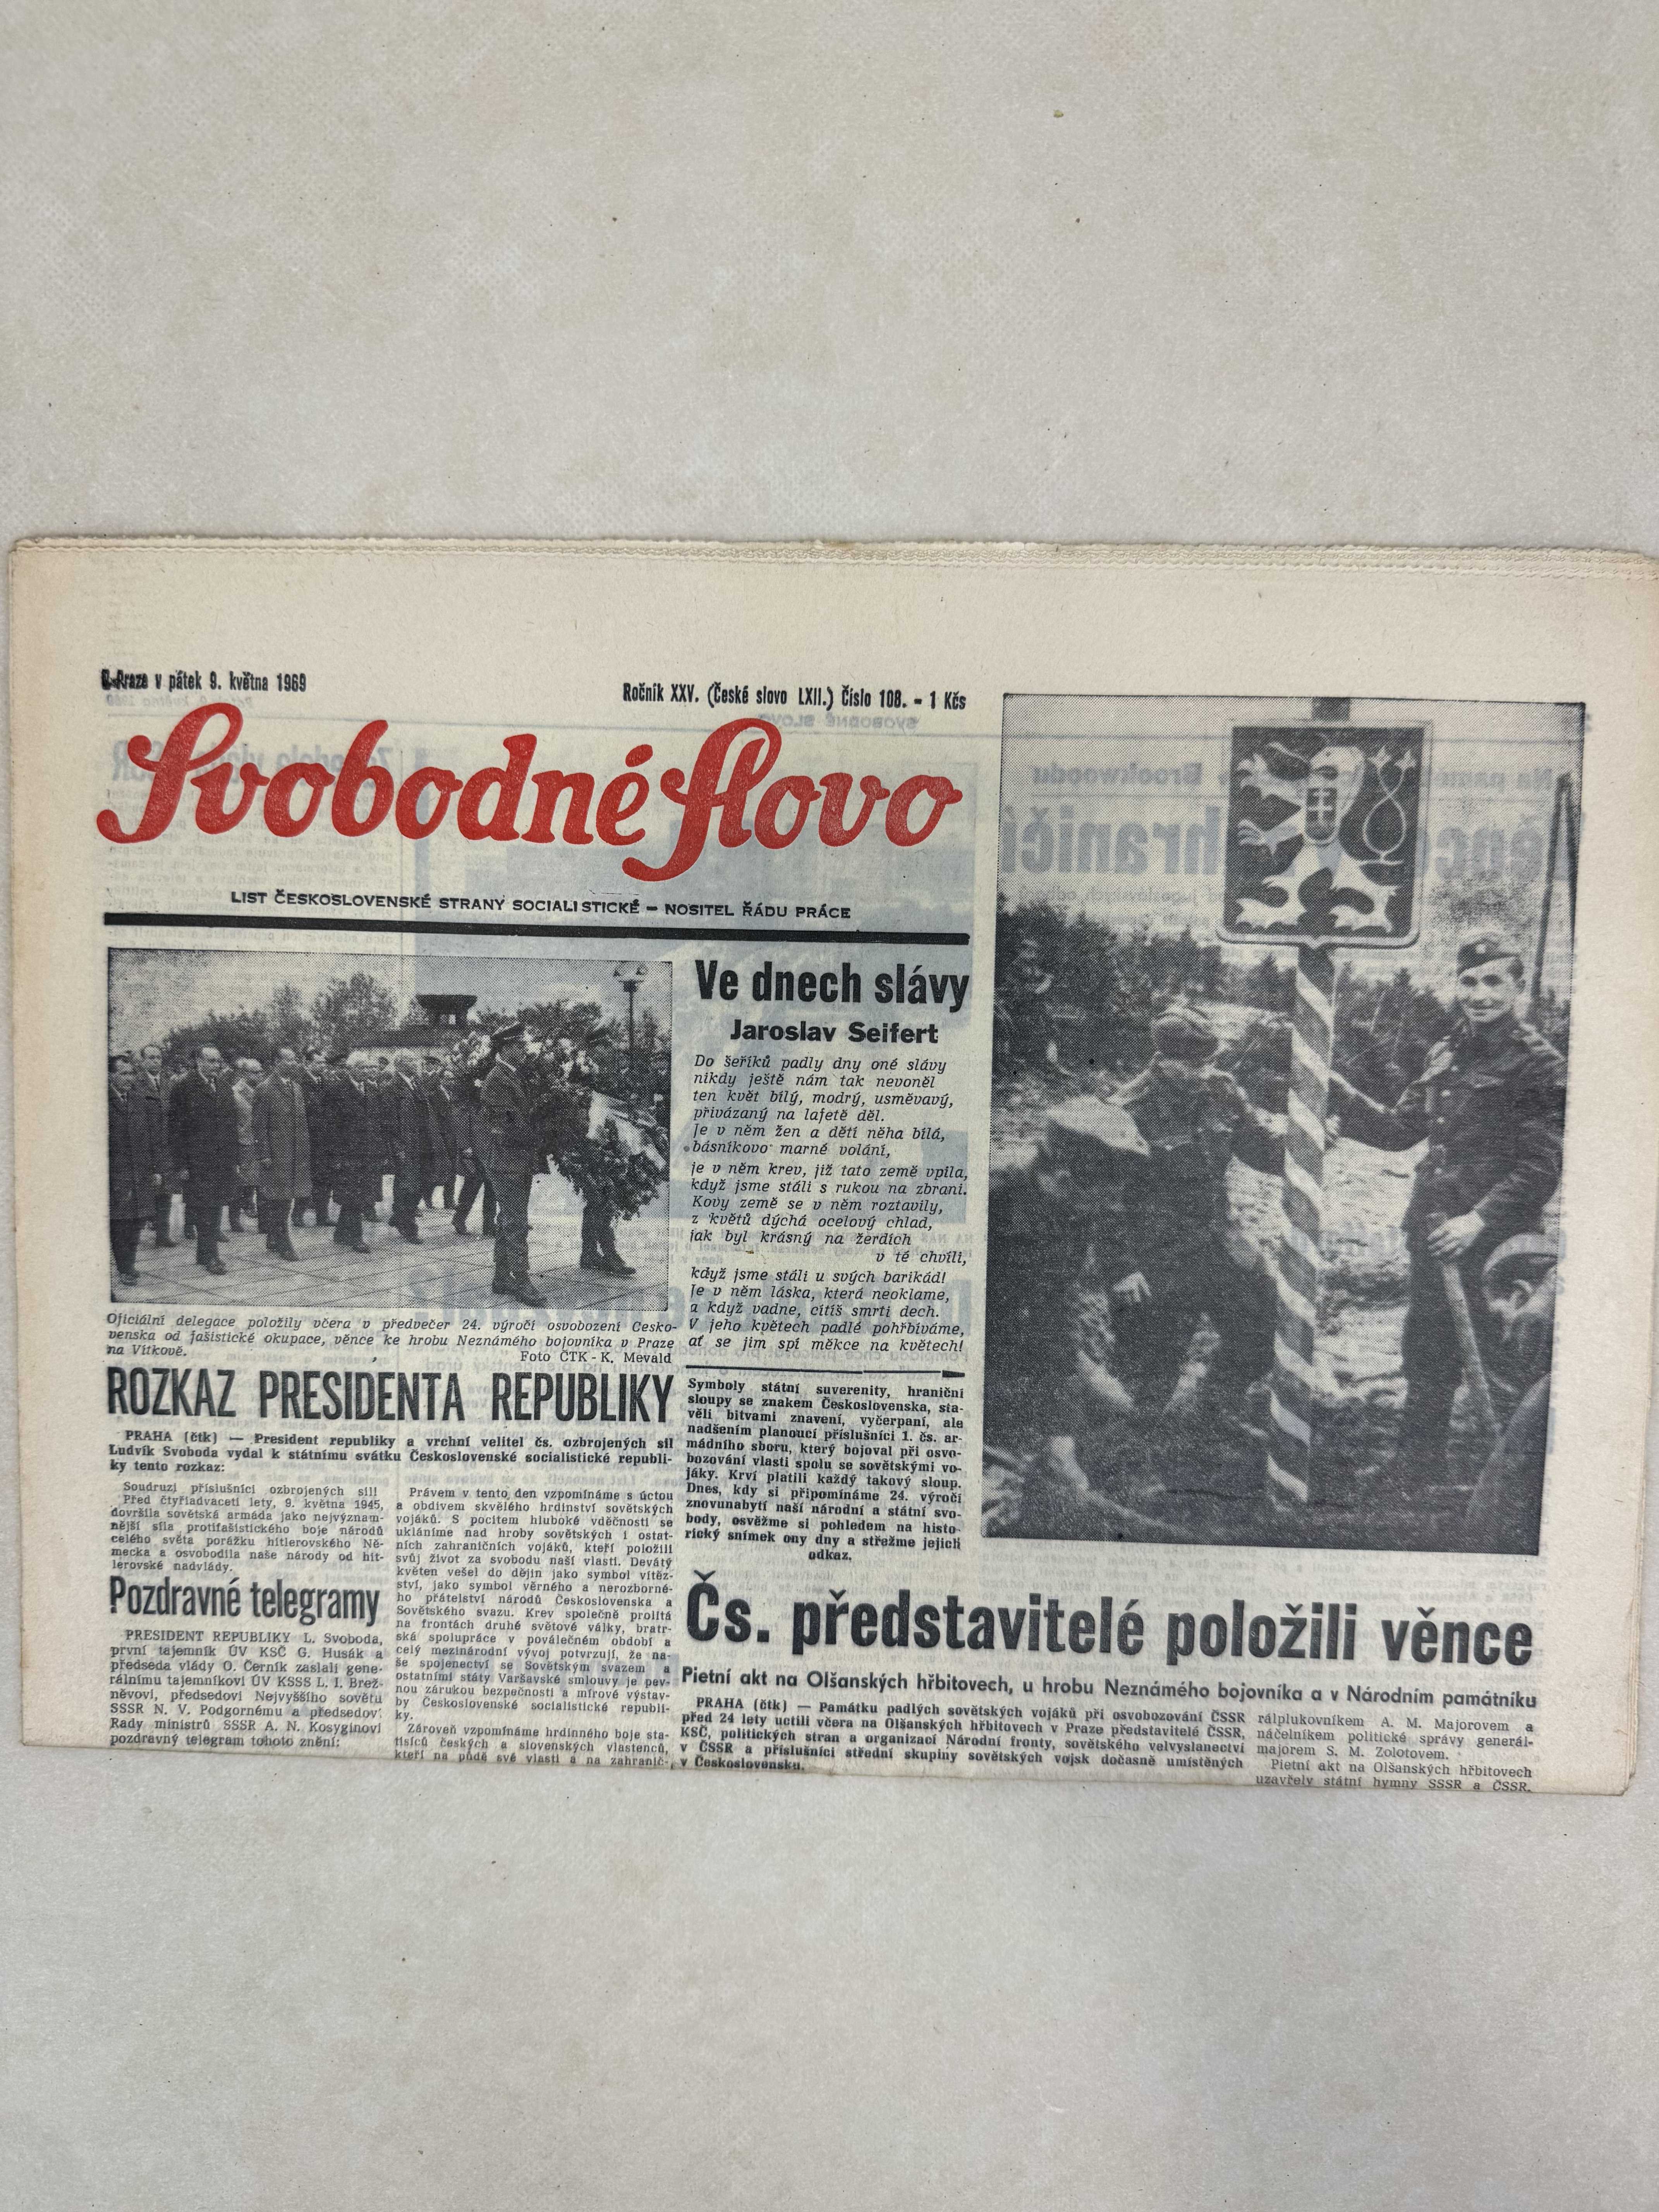 V Praze v pátek 9. května 1969
Ročník XXV. (České slovo LXII.) Číslo 108. - 1 Kčs
Svobodné slovo
LIST ČESKOSLOVENSKÉ STRANY SOCIALISTICKÉ — NOSITEL ŘÁDU PRÁCE
Oficiální delegace položily včera v předvečer 24. výročí osvobození Česko-
venska od fašistické okupace, věnce ke hrobu Neznámého bojovníka v Praze
na Vítkově.
Foto ČTK - K. Mevald
Ve dnech slávy
Jaroslav Seifert
Do šeříků padly dny oné slávy
nikdy ještě nám tak nevoněl
ten květ bílý, modrý, usměvavý,
přivázaný na lafetě děl.
Je v něm žen a dětí něha bílá,
básníkovo marné volání,
je v něm krev, již tato země vpila,
když jsme stáli s rukou na zbrani.
Kovy země se v něm roztavily,
z květů dýchá ocelový chlad,
jak byl krásný na žerdích
v té chvíli,
když jsme stáli u svých barikád!
Je v něm láska, která neoklame,
a když vadne, cítíš smrti dech.
V jeho květech padlé pohřbíváme,
ať se jim spí měkce na květech!
ROZKAZ PRESIDENTA REPUBLIKY
PRAHA (čtk) — President republiky a vrchní velitel čs. ozbrojených sil
Ludvík Svoboda vydal k státnímu svátku Československé socialistické republi-
ky tento rozkaz:
Soudruzi příslušníci ozbrojených sil!
Před čtyřiadvaceti lety, 9. května 1945,
dovršila sovětská armáda jako nejvýznam-
nější síla protifašistického boje národů
celého světa porážku hitlerovského Ně-
mecka a osvobodila naše národy od hit-
lerovské nadvlády.
Právem v tento den vzpomínáme s úctou
a obdivem skvělého hrdinství sovětských
vojáků. S pocitem hluboké vděčnosti se
ukláníme nad hroby sovětských i ostat-
ních zahraničních vojáků, kteří položili
svůj život za svobodu naší vlasti. Devátý
květen vešel do dějin jako symbol vítěz-
ství, jako symbol věrného a nerozborné-
ho přátelství národů Československa a
Sovětského svazu. Krev společně prolitá
na frontách druhé světové války, bratr-
ská spolupráce v poválečném období a
celý mezinárodní vývoj potvrzují, že na-
še spojenectví se Sovětským svazem a
ostatními státy Varšavské smlouvy je pev-
nou zárukou bezpečnosti a mírové výstav-
by Československé socialistické republi-
ky.
Zároveň vzpomínáme hrdinného boje sta-
tisíců českých a slovenských vlastenců,
kteří na půdě své vlasti a na zahranič-
Pozdravné telegramy
PRESIDENT REPUBLIKY L. Svoboda,
první tajemník ÚV KSČ G. Husák a
předseda vlády O. Černík zaslali gene-
rálnímu tajemníkovi ÚV KSSS L. I. Brež-
něvovi, předsedovi Nejvyššího sovětu
SSSR N. V. Podgornému a předsedovi
Rady ministrů SSSR A. N. Kosyginovi
pozdravný telegram tohoto znění:
Symboly státní suverenity, hraniční
sloupy se znakem Československa, sta-
věli bitvami znavení, vyčerpaní, ale
nadšením planoucí příslušníci 1. čs. ar-
mádního sboru, který bojoval při osvo-
bozování vlasti spolu se sovětskými vo-
jáky. Krví platili každý takový sloup.
Dnes, kdy si připomínáme 24. výročí
znovunabytí naší národní a státní svo-
body, osvěžme si pohledem na histo-
rický snímek ony dny a střežme jejich
odkaz.
Čs. představitelé položili věnce
Pietní akt na Olšanských hřbitovech, u hrobu Neznámého bojovníka a v Národním památníku
PRAHA (čtk) — Památku padlých sovětských vojáků při osvobozování ČSSR
před 24 lety uctili včera na Olšanských hřbitovech v Praze představitelé ČSSR,
KSČ, politických stran a organizací Národní fronty, sovětského velvyslanectví
v ČSSR a příslušníci střední skupiny sovětských vojsk dočasně umístěných
v Československu.
rálplukovníkem A. M. Majorovem a
náčelníkem politické správy generál-
majorem S. M. Zolotovem.
Pietní akt na Olšanských hřbitovech
uzavřely státní hymny SSSR a ČSSR.